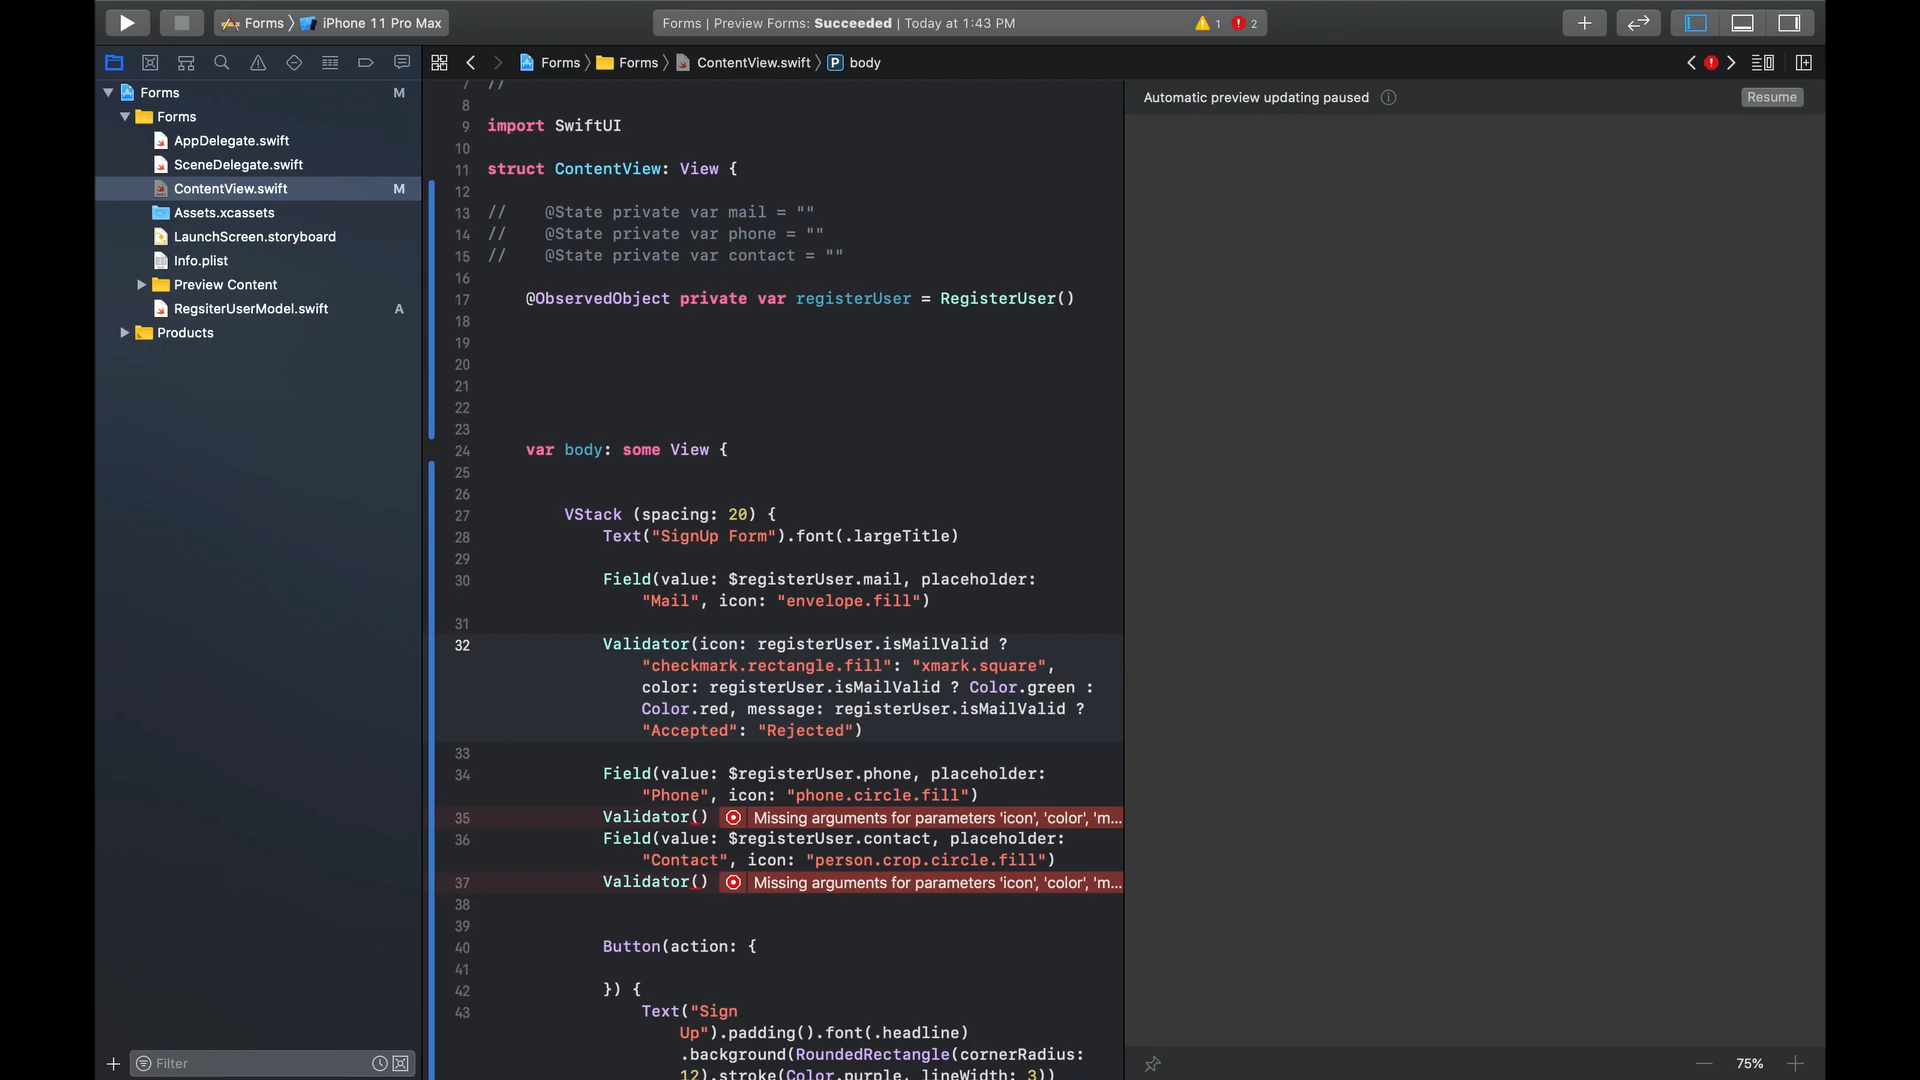 Forms
iPhone 11 Pro Max
Forms | Preview Forms: Succeeded | Today at 1:43 PM
1
2
Forms
Forms
ContentView.swift
P
body
Forms
M
Forms
AppDelegate.swift
SceneDelegate.swift
ContentView.swift
M
Assets.xcassets
LaunchScreen.storyboard
Info.plist
Preview Content
RegsiterUserModel.swift
A
Products
Filter
7 //
8
9 import SwiftUI
10
11 struct ContentView: View {
12
13 // @State private var mail = ""
14 // @State private var phone = ""
15 // @State private var contact = ""
16
17 @ObservedObject private var registerUser = RegisterUser()
18
19
20
21
22
23
24 var body: some View {
25
26
27 VStack (spacing: 20) {
28 Text("SignUp Form").font(.largeTitle)
29
30 Field(value: $registerUser.mail, placeholder:
"Mail", icon: "envelope.fill")
31
32 Validator(icon: registerUser.isMailValid ?
"checkmark.rectangle.fill": "xmark.square",
color: registerUser.isMailValid ? Color.green :
Color.red, message: registerUser.isMailValid ?
"Accepted": "Rejected")
33
34 Field(value: $registerUser.phone, placeholder:
"Phone", icon: "phone.circle.fill")
35 Validator() Missing arguments for parameters 'icon', 'color', 'm...
36 Field(value: $registerUser.contact, placeholder:
"Contact", icon: "person.crop.circle.fill")
37 Validator() Missing arguments for parameters 'icon', 'color', 'm...
38
39
40 Button(action: {
41
42 }) {
43 Text("Sign
Up").padding().font(.headline)
.background(RoundedRectangle(cornerRadius:
12).stroke(Color.purple, lineWidth: 3))
Automatic preview updating paused
Resume
75%